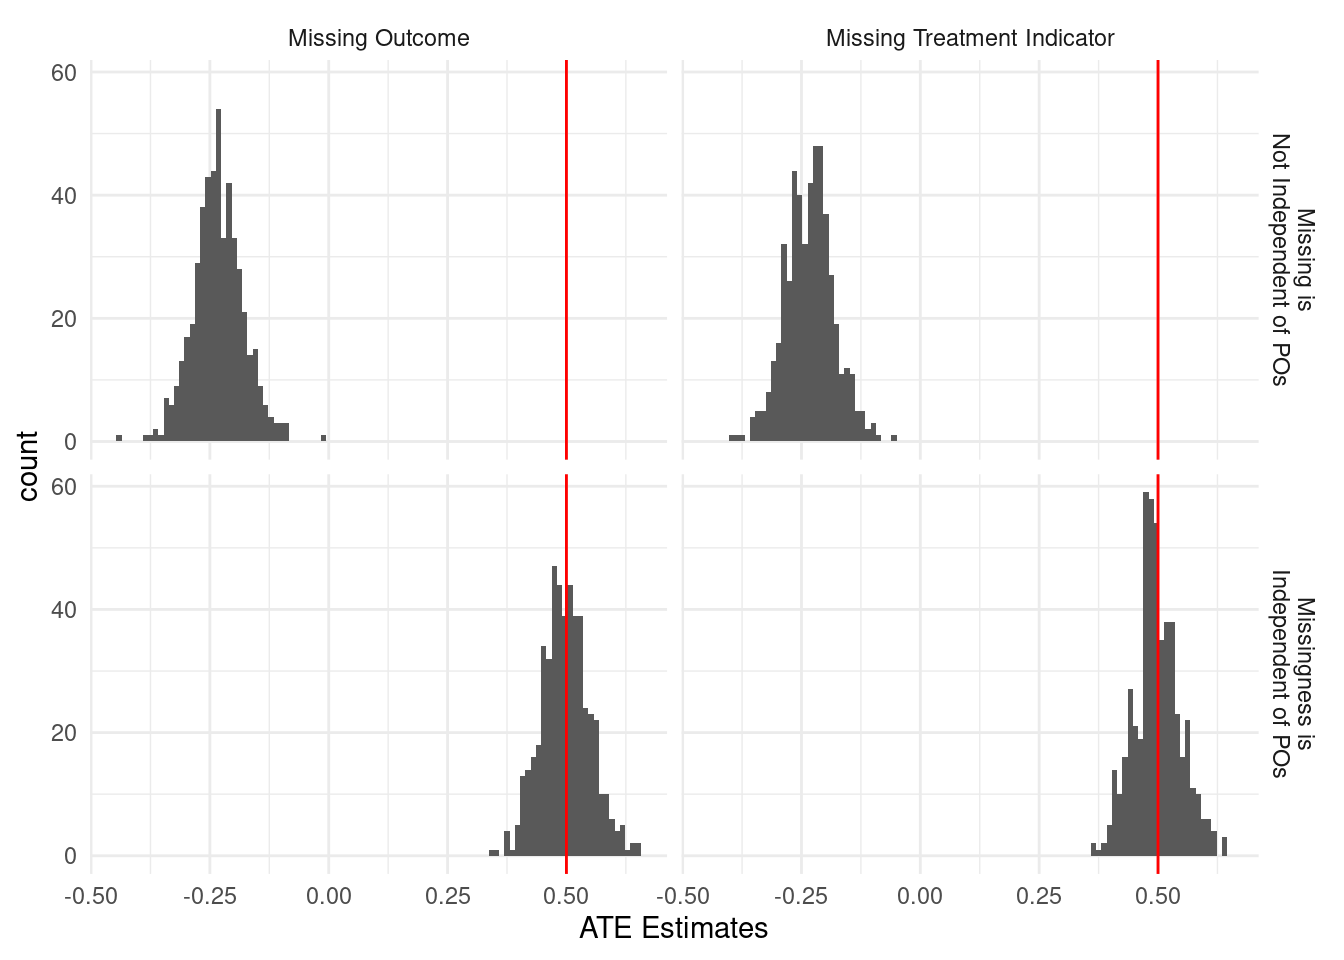 Missing Outcome
Missing Treatment Indicator
60
40
20
0
Missing is
Not Independent of POs
count
60
40
20
0
Missingness is
Independent of POs
-0.50
-0.25
0.00
0.25
0.50
-0.50
-0.25
0.00
0.25
0.50
ATE Estimates